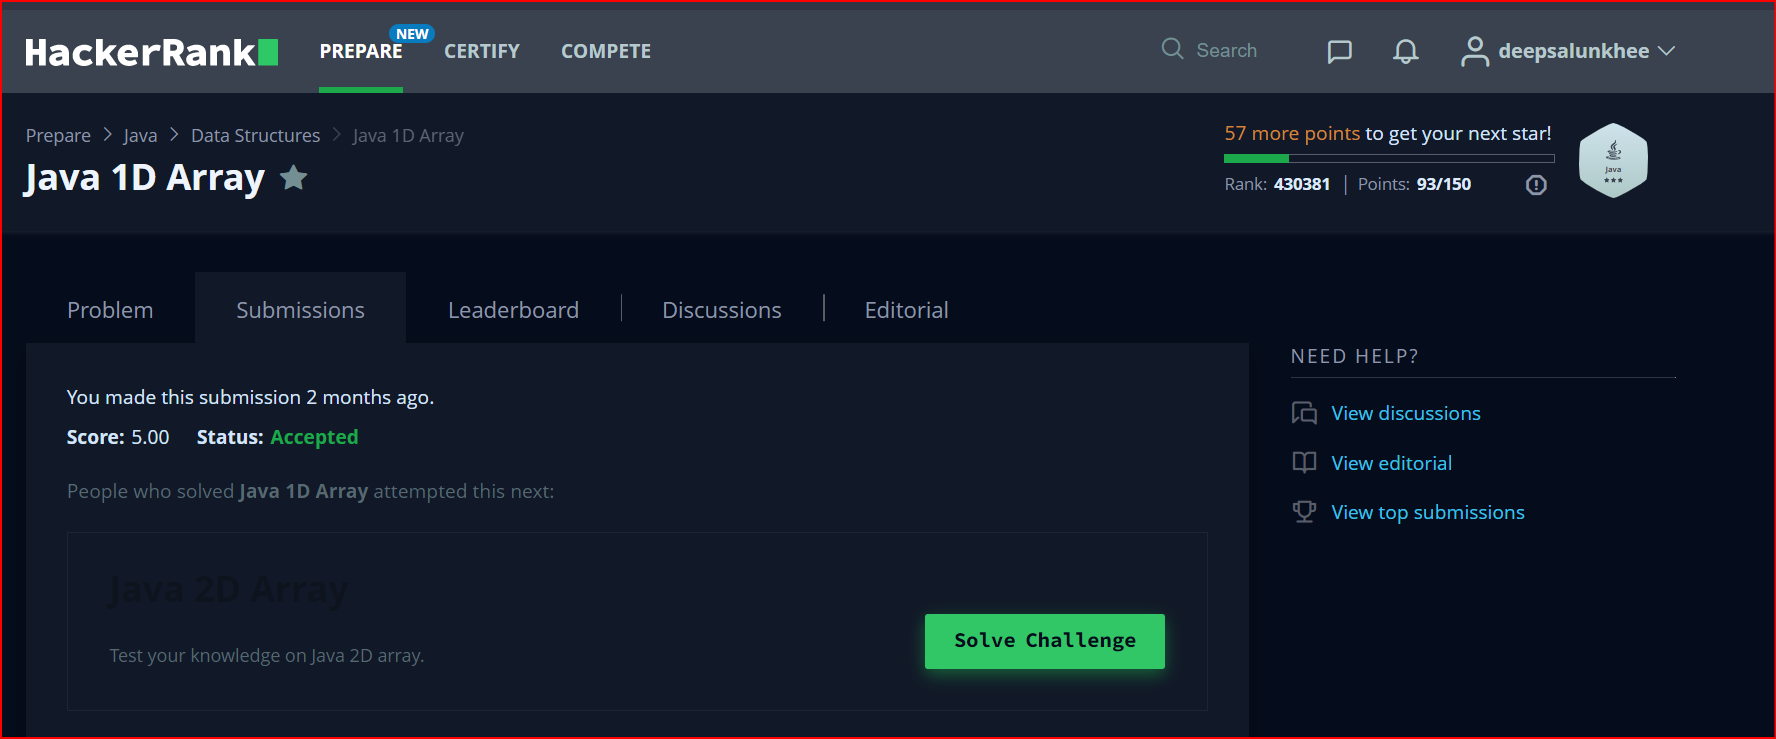 HackerRank PREPARE NEW CERTIFY COMPETE Search deepsalunkhee
Prepare Java Data Structures Java 1D Array
Java 1D Array
57 more points to get your next star!
Rank: 430381 | Points: 93/150
Java
Problem Submissions Leaderboard Discussions Editorial
You made this submission 2 months ago.
Score: 5.00 Status: Accepted
People who solved Java 1D Array attempted this next:
Java 2D Array
Test your knowledge on Java 2D array.
Solve Challenge
NEED HELP?
View discussions
View editorial
View top submissions